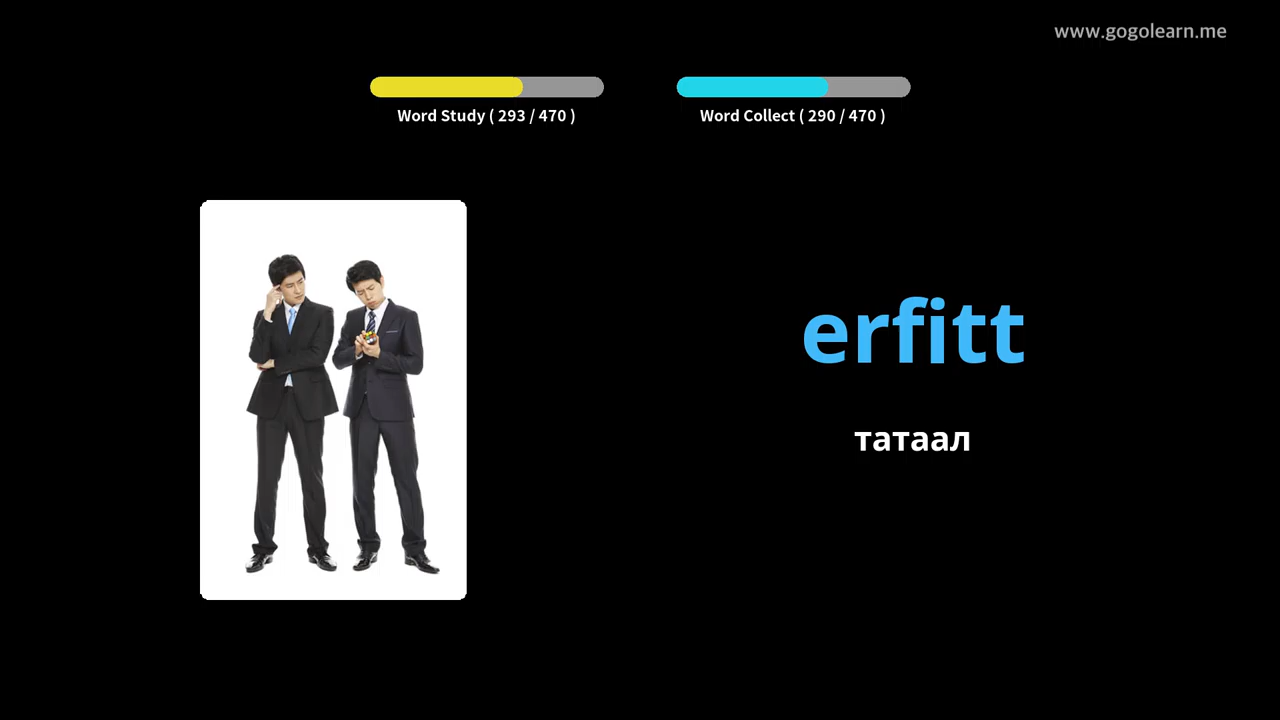 www.gogolearn.me
Word Study ( 293 / 470 )
Word Collect ( 290 / 470 )
erfitt
татаал